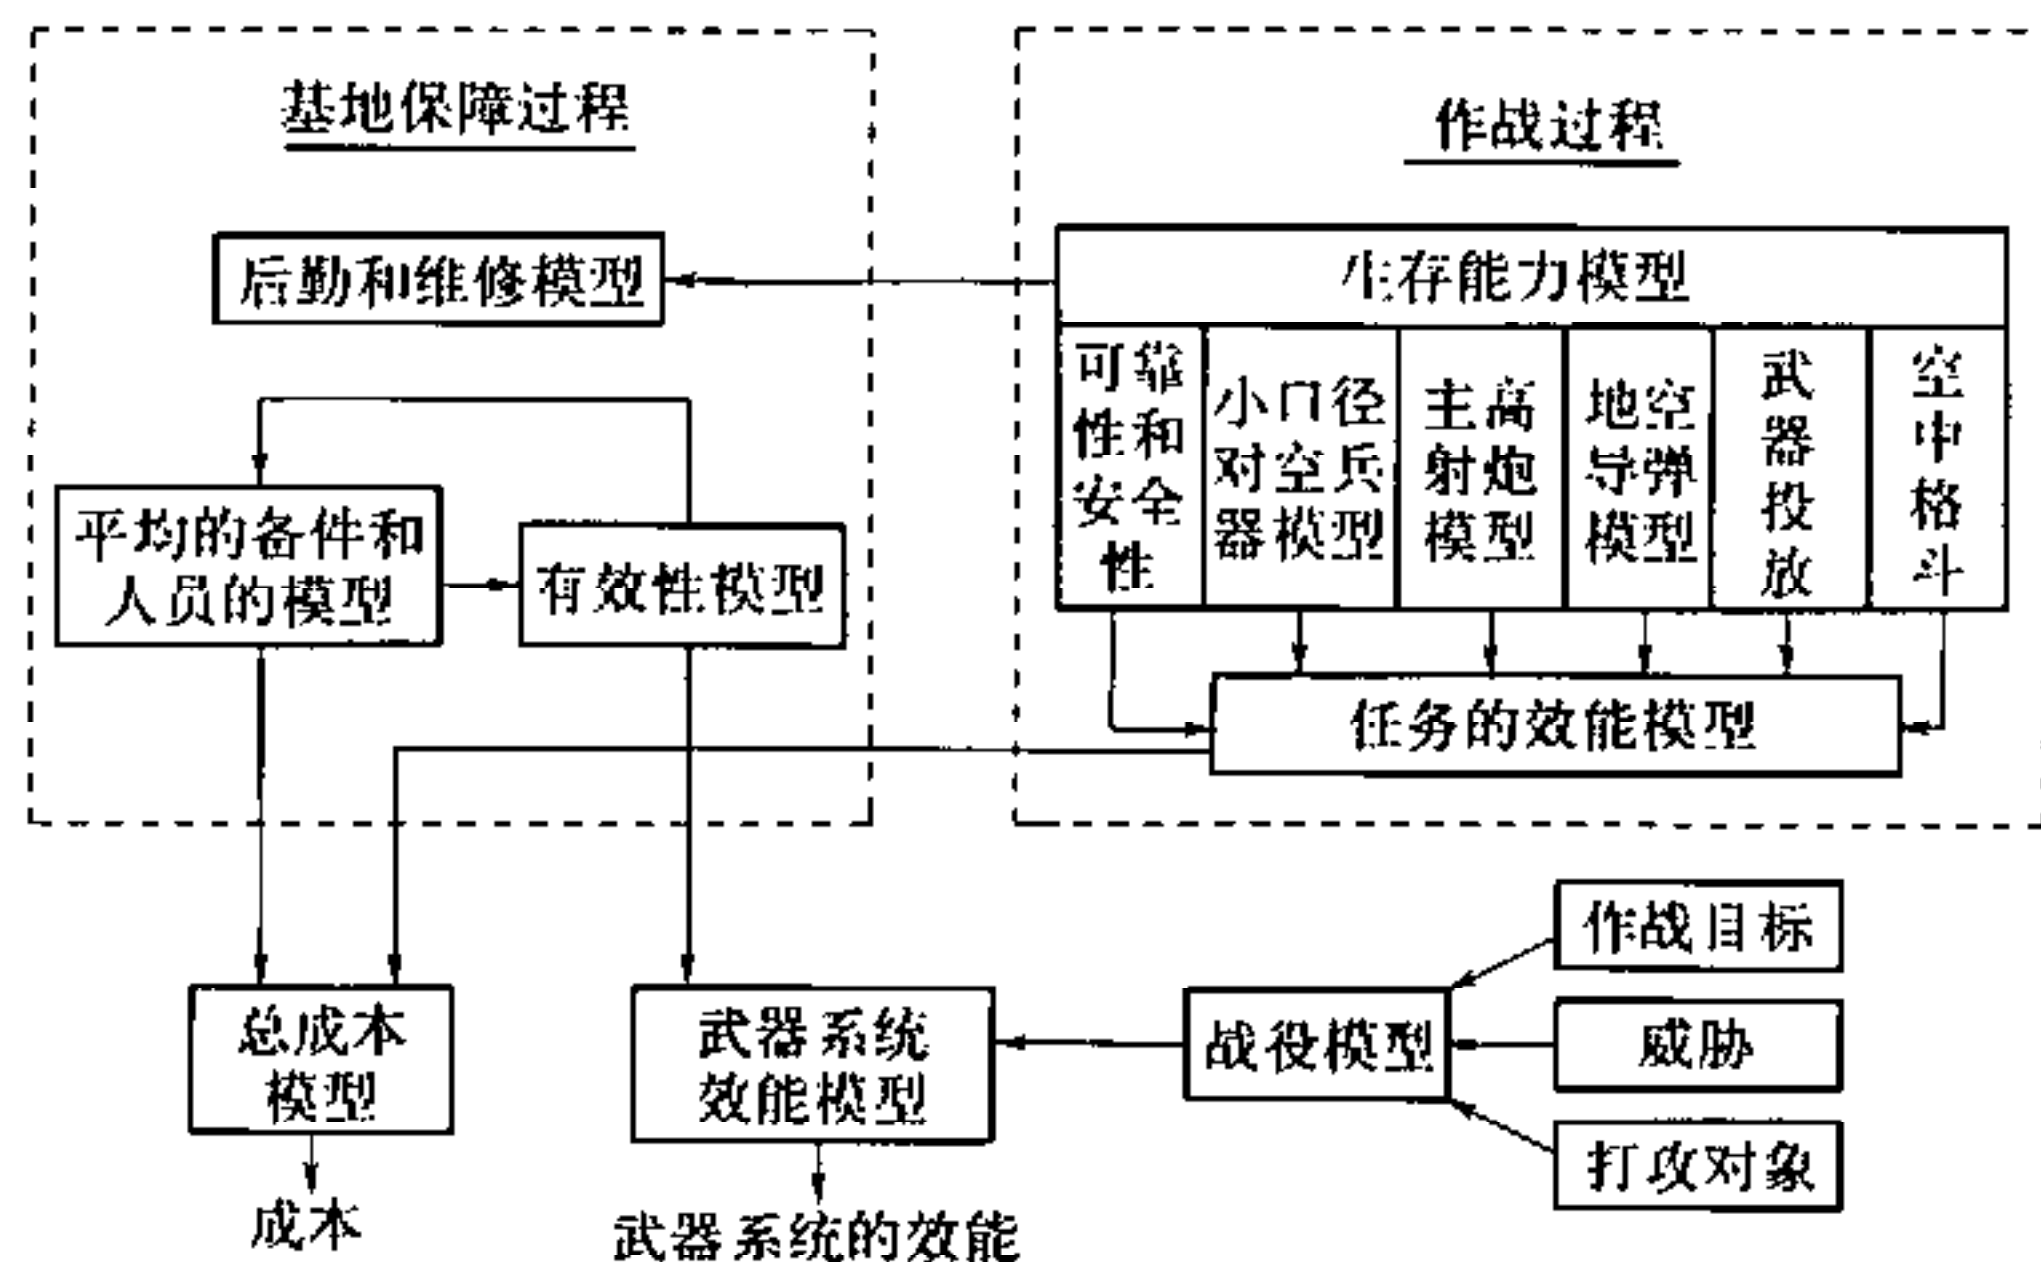 基地保障过程
作战过程
后勤和维修模型
生存能力模型
可靠
性和
安全
性
小口径
对空兵
器模型
主高
射炮
模型
地空
导弹
模型
武
器
投
放
空
中
格
斗
平均的备件和
人员的模型
有效性模型
任务的效能模型
总成本
模型
武器系统
效能模型
战役模型
作战目标
威胁
打攻对象
成本
武器系统的效能